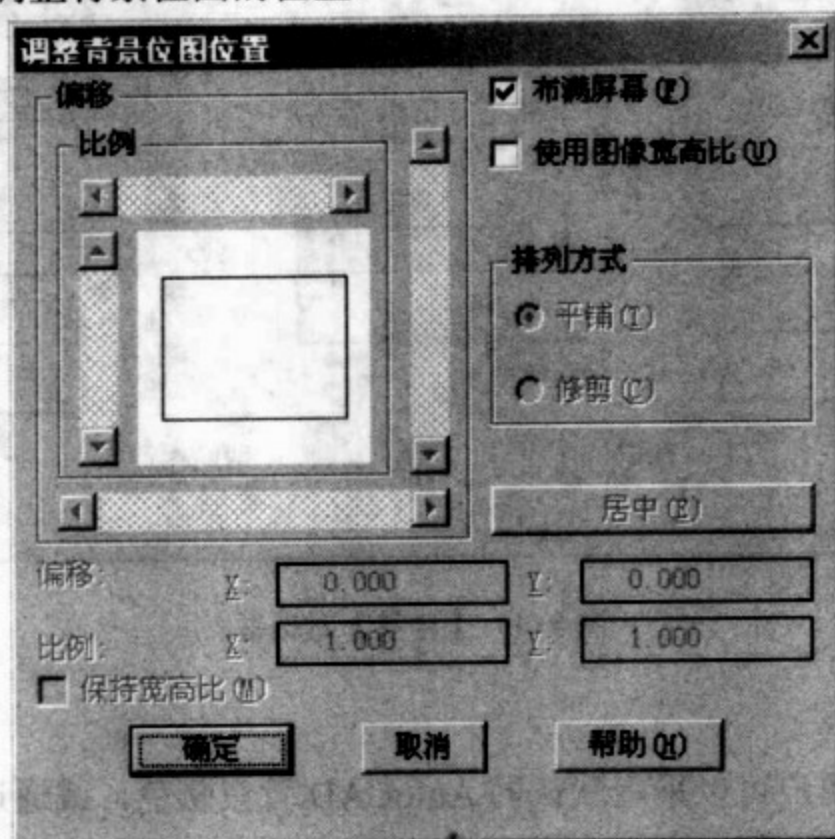 调整背景位图位置
偏移
比例
布满屏幕(F)
使用图像宽高比(U)
排列方式
平铺(T)
修剪(C)
居中(E)
偏移: X: 0.000 Y: 0.000
比例: X: 1.000 Y: 1.000
保持宽高比(M)
确定 取消 帮助(H)